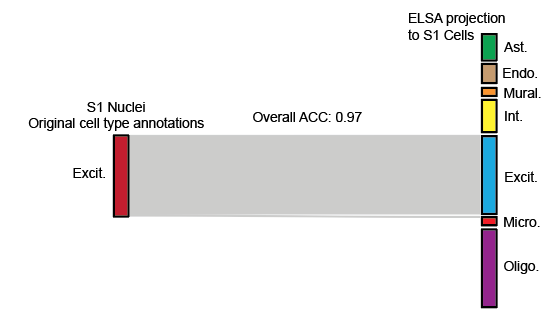 ELSA projection
to S1 Cells
Ast.
Endo.
Mural.
S1 Nuclei
Original cell type annotations
Overall ACC: 0.97
Int.
Excit.
Excit.
Micro.
Oligo.